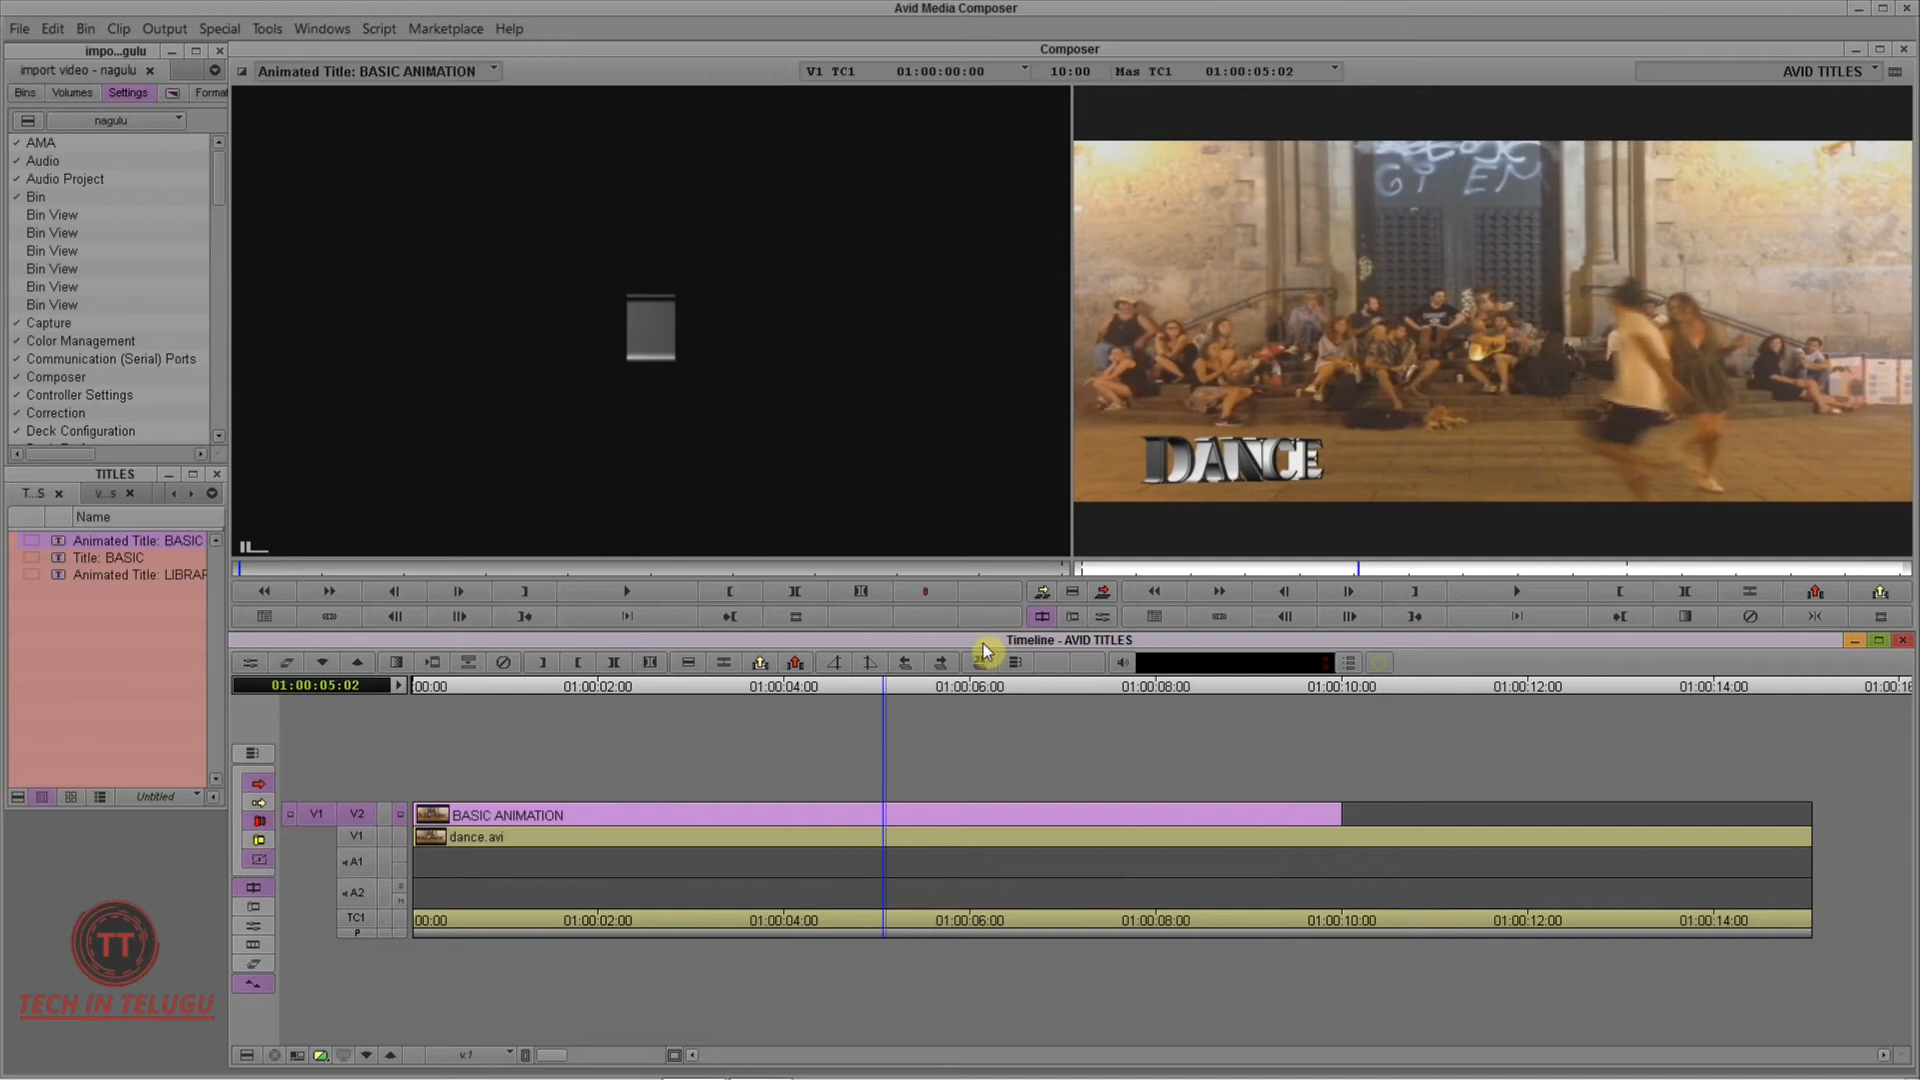 Avid Media Composer
File Edit Bin Clip Output Special Tools Windows Script Marketplace Help
impo...gulu
Composer
import video - nagulu
Animated Title: BASIC ANIMATION
V1 TC1 01:00:00:00 10:00 Mas TC1 01:00:05:02
AVID TITLES
Bins Volumes Settings Format
nagulu
AMA
Audio
Audio Project
Bin
Bin View
Bin View
Bin View
Bin View
Bin View
Bin View
Capture
Color Management
Communication (Serial) Ports
Composer
Controller Settings
Correction
Deck Configuration
DANCE
TITLES
T...S v...s
Name
Animated Title: BASIC
Title: BASIC
Animated Title: LIBRAR
Untitled
Timeline - AVID TITLES
01:00:05:02
:00:00 01:00:02:00 01:00:04:00 01:00:06:00 01:00:08:00 01:00:10:00 01:00:12:00 01:00:14:00 01:00:16
V1 V2 BASIC ANIMATION
V1 dance.avi
A1
A2 S M
TC1 00:00 01:00:02:00 01:00:04:00 01:00:06:00 01:00:08:00 01:00:10:00 01:00:12:00 01:00:14:00
P
TT
TECH IN TELUGU
v.1